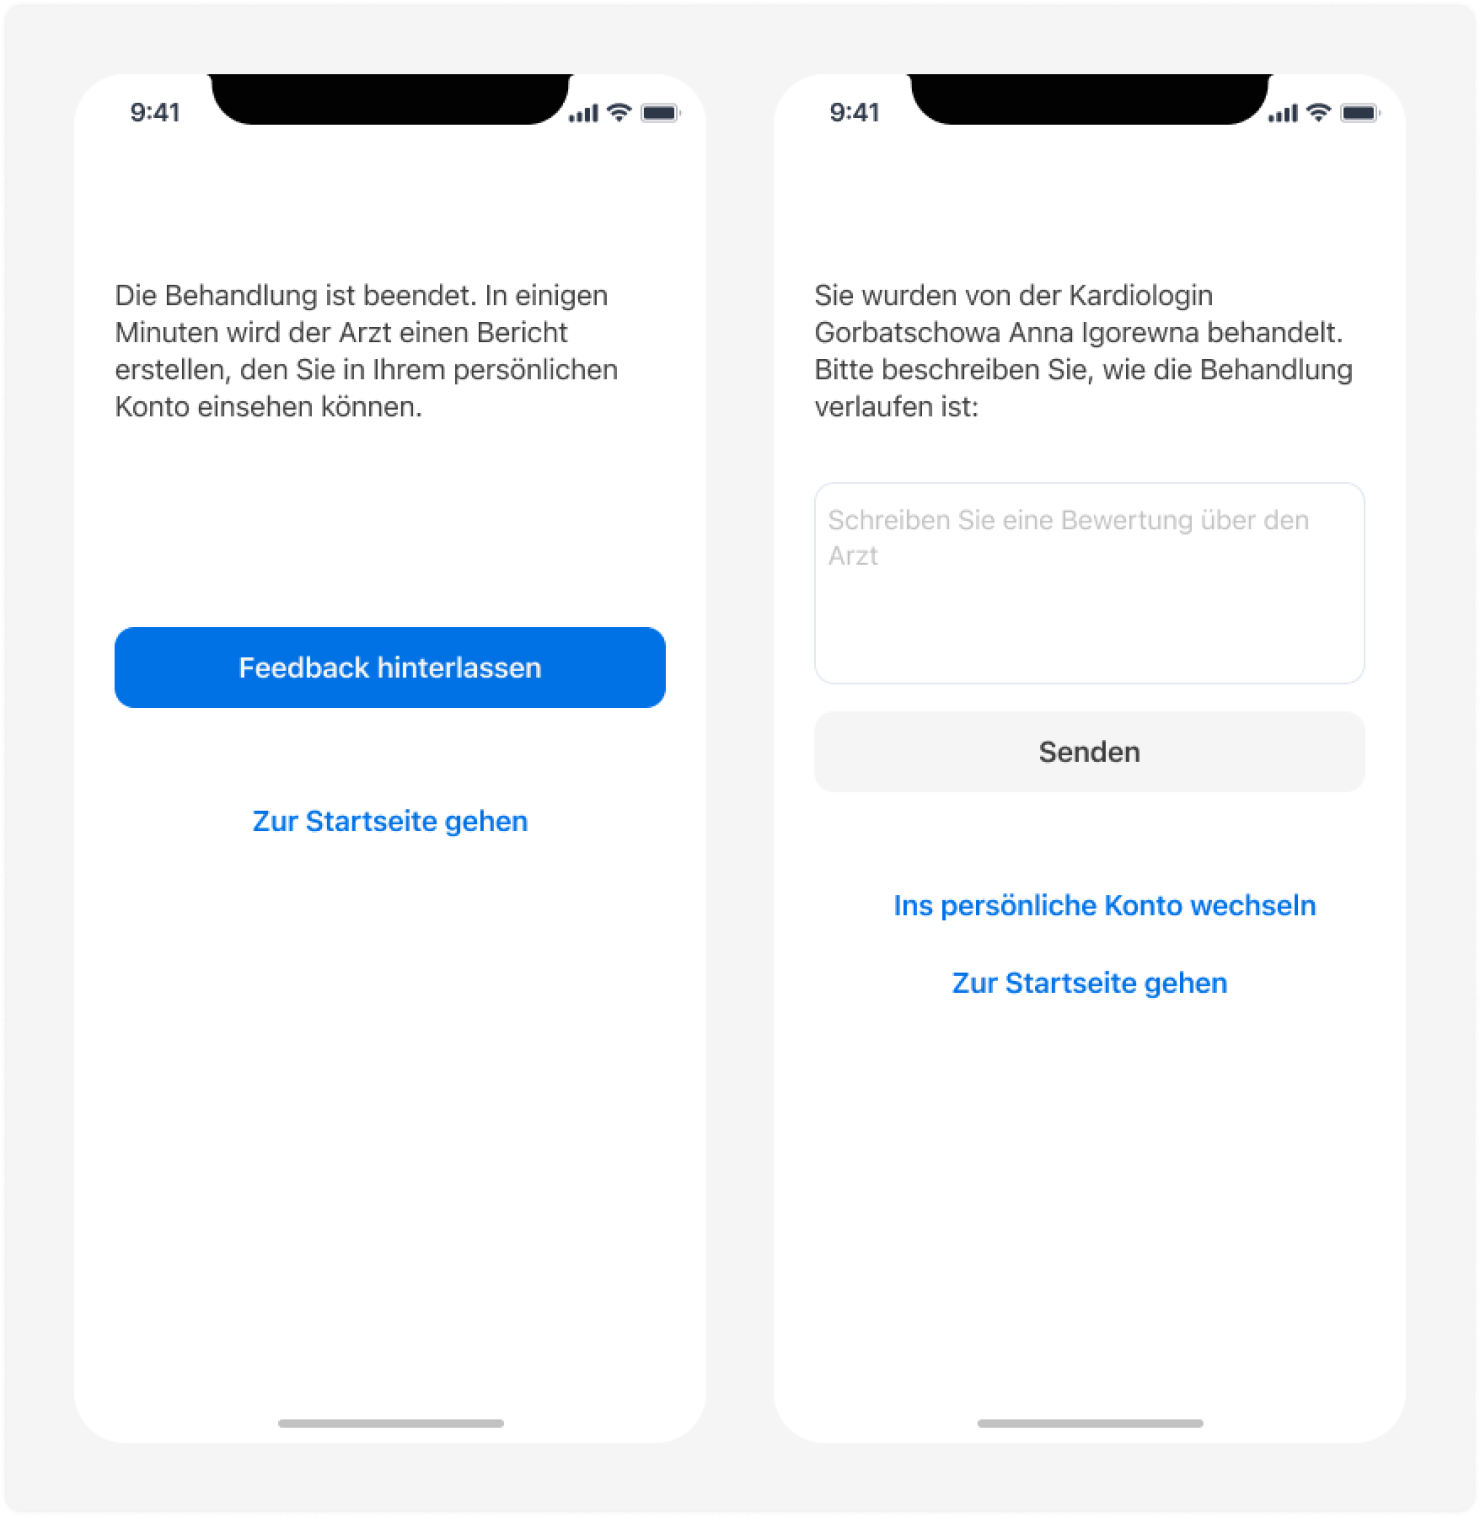 9:41
Die Behandlung ist beendet. In einigen
Minuten wird der Arzt einen Bericht
erstellen, den Sie in Ihrem persönlichen
Konto einsehen können.
Feedback hinterlassen
Zur Startseite gehen
9:41
Sie wurden von der Kardiologin
Gorbatschowa Anna Igorewna behandelt.
Bitte beschreiben Sie, wie die Behandlung
verlaufen ist:
Schreiben Sie eine Bewertung über den
Arzt
Senden
Ins persönliche Konto wechseln
Zur Startseite gehen